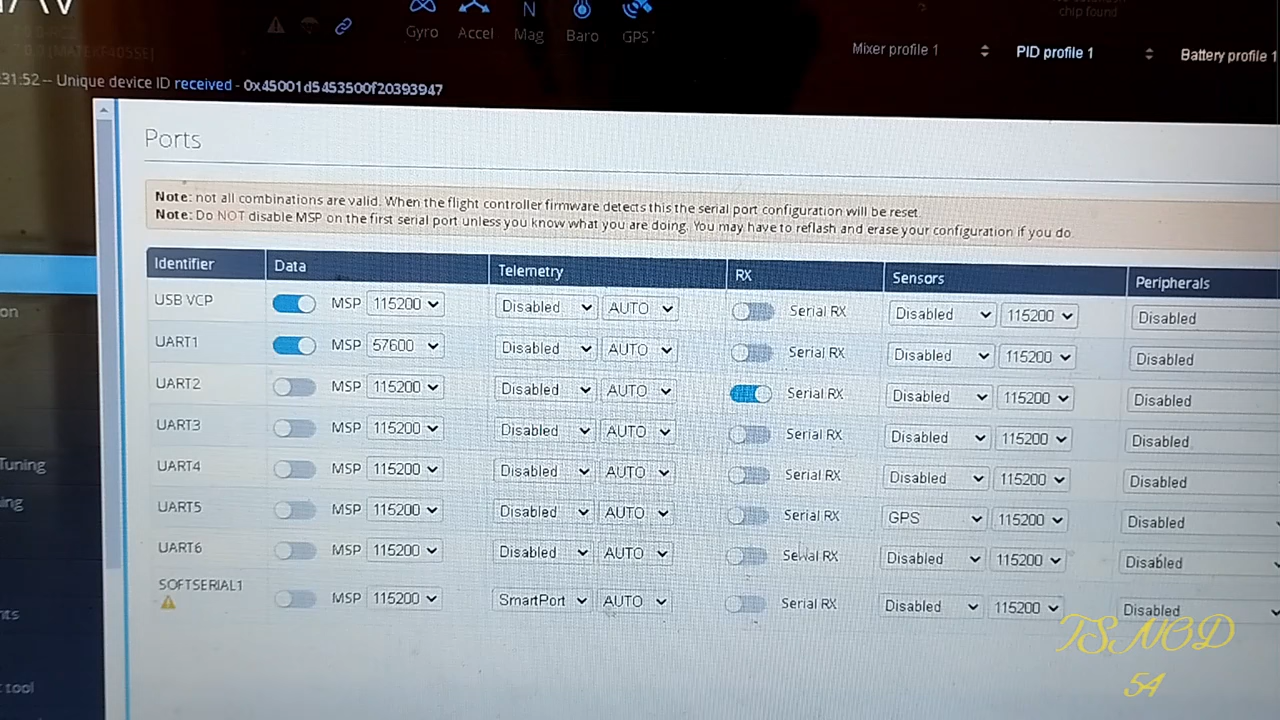 chip found
Gyro Accel Mag Baro GPS
Mixer profile 1 PID profile 1 Battery profile 1
31:52 -- Unique device ID received - 0x45001d5453500f20393947
Ports
Note: not all combinations are valid. When the flight controller firmware detects this the serial port configuration will be reset.
Note: Do NOT disable MSP on the first serial port unless you know what you are doing. You may have to reflash and erase your configuration if you do.
Identifier Data Telemetry RX Sensors Peripherals
USB VCP MSP 115200 Disabled AUTO Serial RX Disabled 115200 Disabled
UART1 MSP 57600 Disabled AUTO Serial RX Disabled 115200 Disabled
UART2 MSP 115200 Disabled AUTO Serial RX Disabled 115200 Disabled
UART3 MSP 115200 Disabled AUTO Serial RX Disabled 115200 Disabled
UART4 MSP 115200 Disabled AUTO Serial RX Disabled 115200 Disabled
UART5 MSP 115200 Disabled AUTO Serial RX GPS 115200 Disabled
UART6 MSP 115200 Disabled AUTO Serial RX Disabled 115200 Disabled
SOFTSERIAL1 MSP 115200 SmartPort AUTO Serial RX Disabled 115200 Disabled
on
Tuning
ing
nts
t tool
TSNOD
54